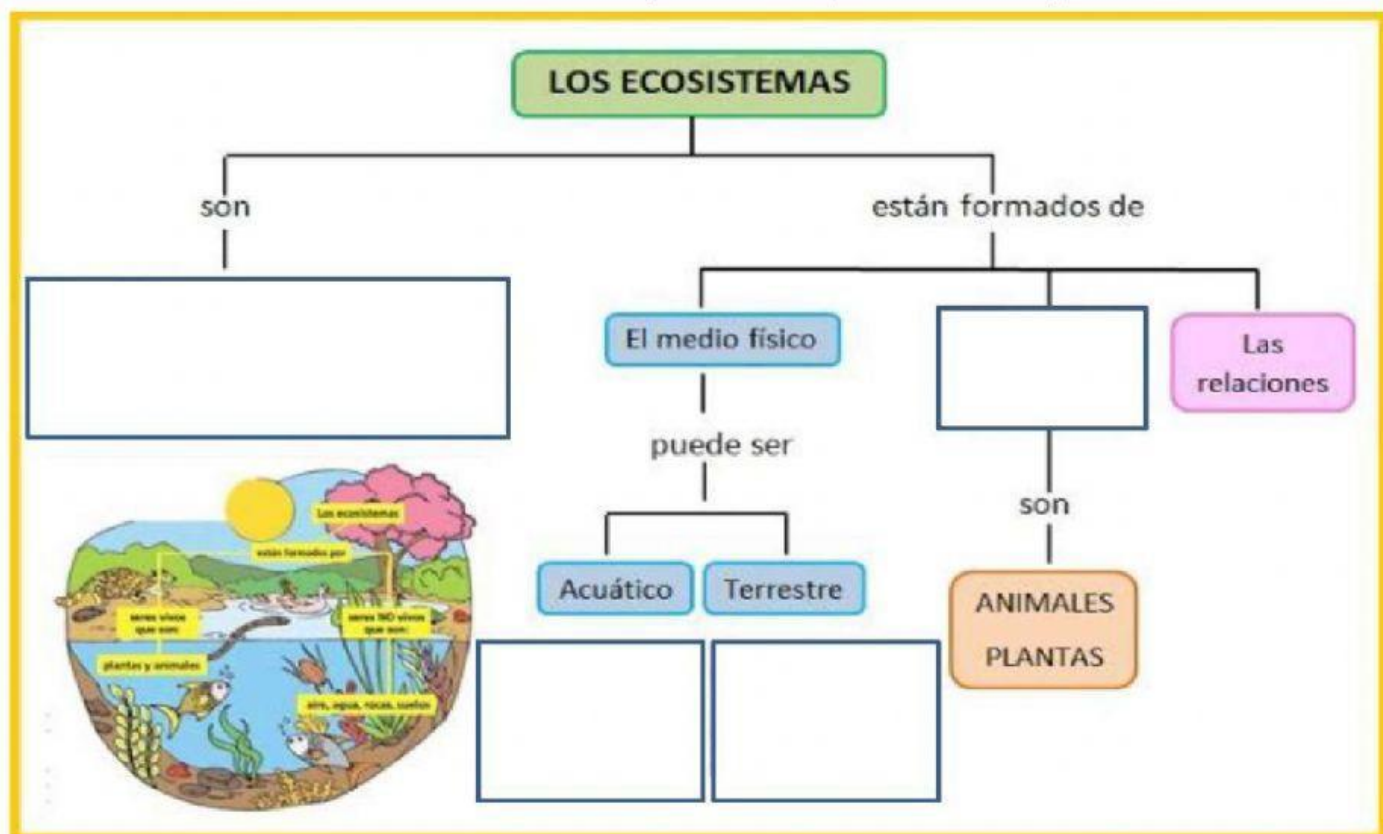 LOS ECOSISTEMAS
son
están formados de
El medio físico
Las
relaciones
puede ser
son
Acuático
Terrestre
ANIMALES
PLANTAS
Los ecosistemas
están formados por
seres vivos
que son:
seres NO vivos
que son:
plantas y animales
aire, agua, rocas, suelos